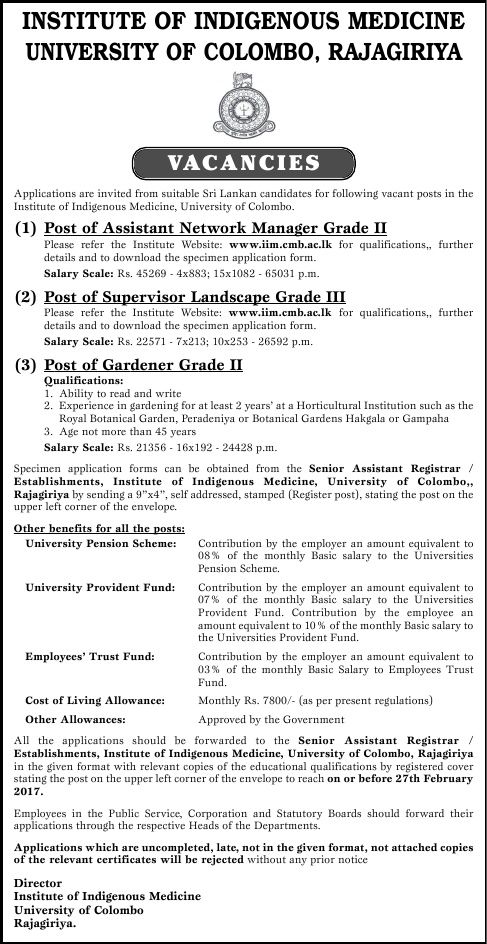 INSTITUTE OF INDIGENOUS MEDICINE
UNIVERSITY OF COLOMBO, RAJAGIRIYA
VACANCIES
Applications are invited from suitable Sri Lankan candidates for following vacant posts in the
Institute of Indigenous Medicine, University of Colombo.
(1) Post of Assistant Network Manager Grade II
Please refer the Institute Website: www.iim.cmb.ac.lk for qualifications,, further
details and to download the specimen application form.
Salary Scale: Rs. 45269 - 4x883; 15x1082 - 65031 p.m.
(2) Post of Supervisor Landscape Grade III
Please refer the Institute Website: www.iim.cmb.ac.lk for qualifications,, further
details and to download the specimen application form.
Salary Scale: Rs. 22571 - 7x213; 10x253 - 26592 p.m.
(3) Post of Gardener Grade II
Qualifications:
1. Ability to read and write
2. Experience in gardening for at least 2 years' at a Horticultural Institution such as the
Royal Botanical Garden, Peradeniya or Botanical Gardens Hakgala or Gampaha
3. Age not more than 45 years
Salary Scale: Rs. 21356 - 16x192 - 24428 p.m.
Specimen application forms can be obtained from the Senior Assistant Registrar /
Establishments, Institute of Indigenous Medicine, University of Colombo,,
Rajagiriya by sending a 9"x4", self addressed, stamped (Register post), stating the post on the
upper left corner of the envelope.
Other benefits for all the posts:
University Pension Scheme: Contribution by the employer an amount equivalent to
08% of the monthly Basic salary to the Universities
Pension Scheme.
University Provident Fund: Contribution by the employer an amount equivalent to
07% of the monthly Basic salary to the Universities
Provident Fund. Contribution by the employee an
amount equivalent to 10% of the monthly Basic salary to
the Universities Provident Fund.
Employees' Trust Fund: Contribution by the employer an amount equivalent to
03% of the monthly Basic Salary to Employees Trust
Fund.
Cost of Living Allowance: Monthly Rs. 7800/- (as per present regulations)
Other Allowances: Approved by the Government
All the applications should be forwarded to the Senior Assistant Registrar /
Establishments, Institute of Indigenous Medicine, University of Colombo, Rajagiriya
in the given format with relevant copies of the educational qualifications by registered cover
stating the post on the upper left corner of the envelope to reach on or before 27th February
2017.
Employees in the Public Service, Corporation and Statutory Boards should forward their
applications through the respective Heads of the Departments.
Applications which are uncompleted, late, not in the given format, not attached copies
of the relevant certificates will be rejected without any prior notice
Director
Institute of Indigenous Medicine
University of Colombo
Rajagiriya.